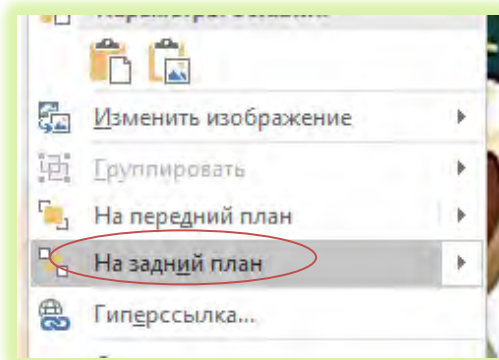 Изменить изображение
Группировать
На передний план
На задний план
Гиперссылка...